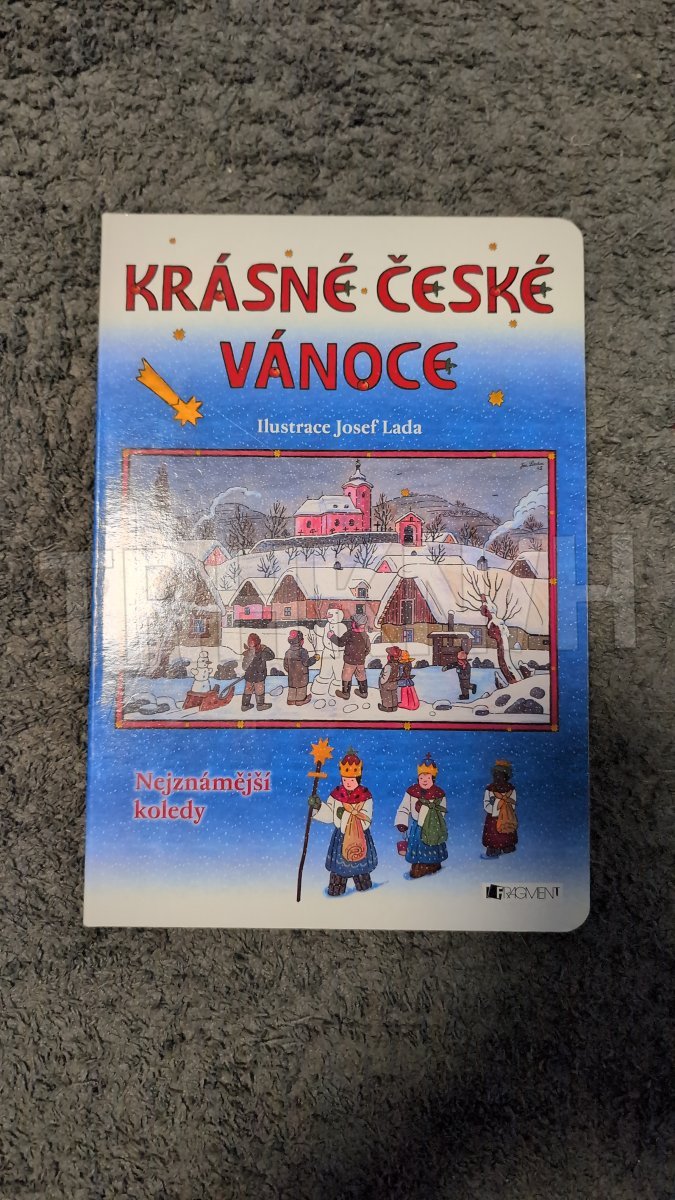 KRÁSNÉ ČESKÉ
VÁNOCE
Ilustrace Josef Lada
Nejznámější
koledy
FRAGMENT